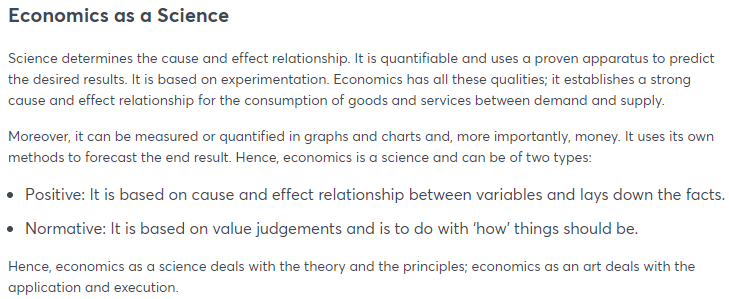 Economics as a Science
Science determines the cause and effect relationship. It is quantifiable and uses a proven apparatus to predict
the desired results. It is based on experimentation. Economics has all these qualities; it establishes a strong
cause and effect relationship for the consumption of goods and services between demand and supply.
Moreover, it can be measured or quantified in graphs and charts and, more importantly, money. It uses its own
methods to forecast the end result. Hence, economics is a science and can be of two types:
• Positive: It is based on cause and effect relationship between variables and lays down the facts.
• Normative: It is based on value judgements and is to do with 'how' things should be.
Hence, economics as a science deals with the theory and the principles; economics as an art deals with the
application and execution.